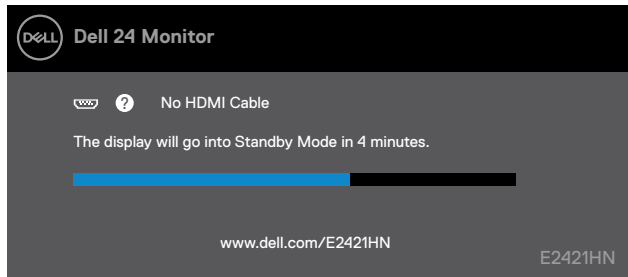 DELL Dell 24 Monitor
? No HDMI Cable
The display will go into Standby Mode in 4 minutes.
www.dell.com/E2421HN
E2421HN